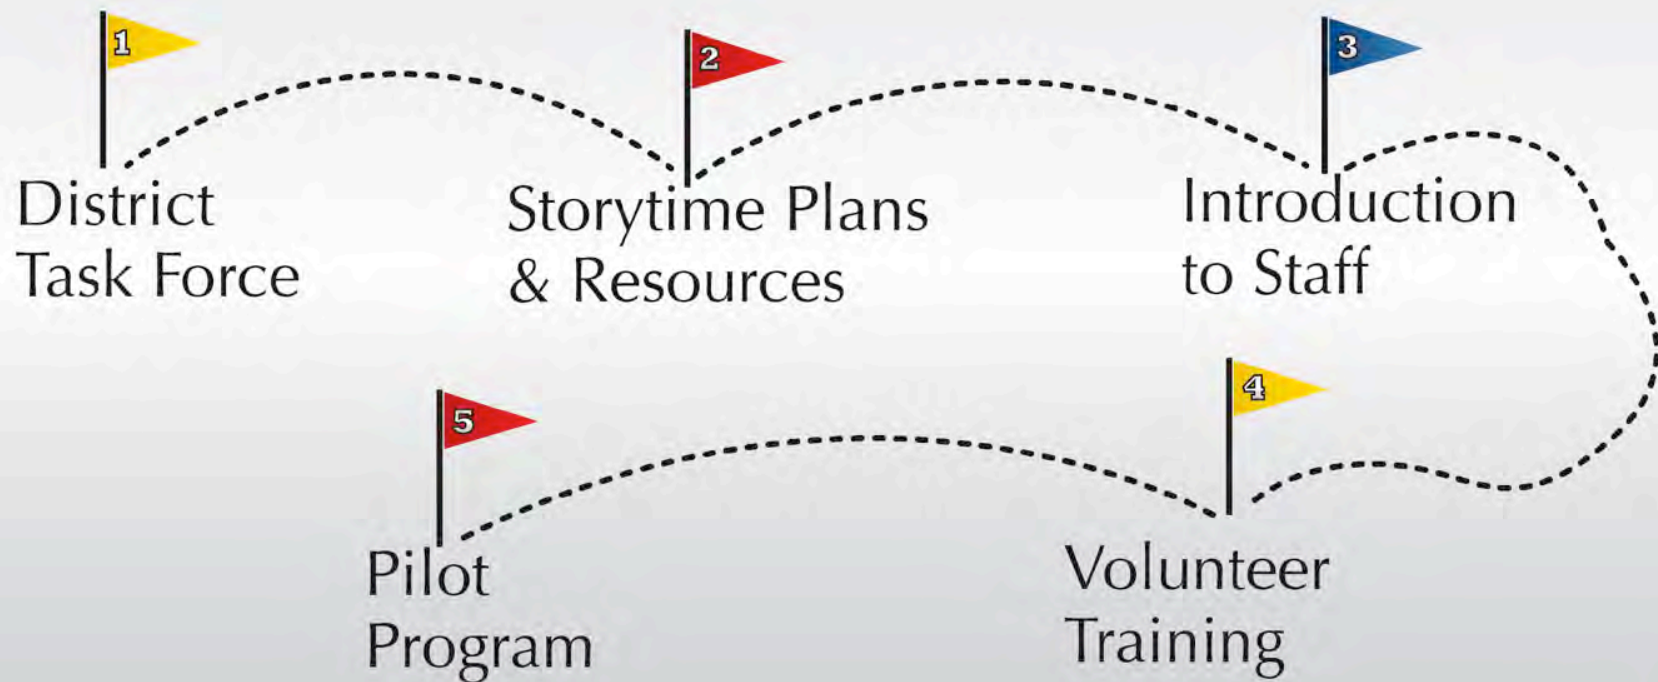 1
District
Task Force
2
Storytime Plans
& Resources
3
Introduction
to Staff
4
Volunteer
Training
5
Pilot
Program